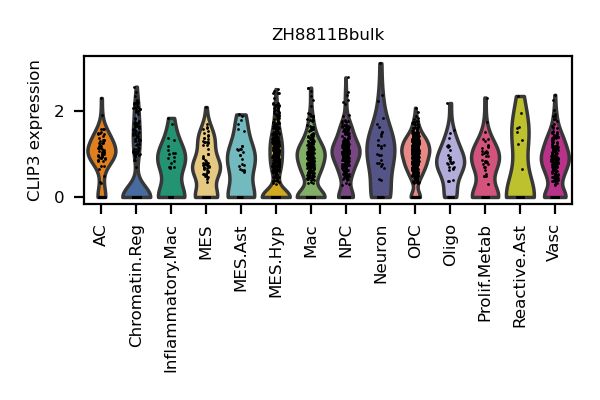 ZH8811Bbulk
CLIP3 expression
2
0
AC
Chromatin.Reg
Inflammatory.Mac
MES
MES.Ast
MES.Hyp
Mac
NPC
Neuron
OPC
Oligo
Prolif.Metab
Reactive.Ast
Vasc